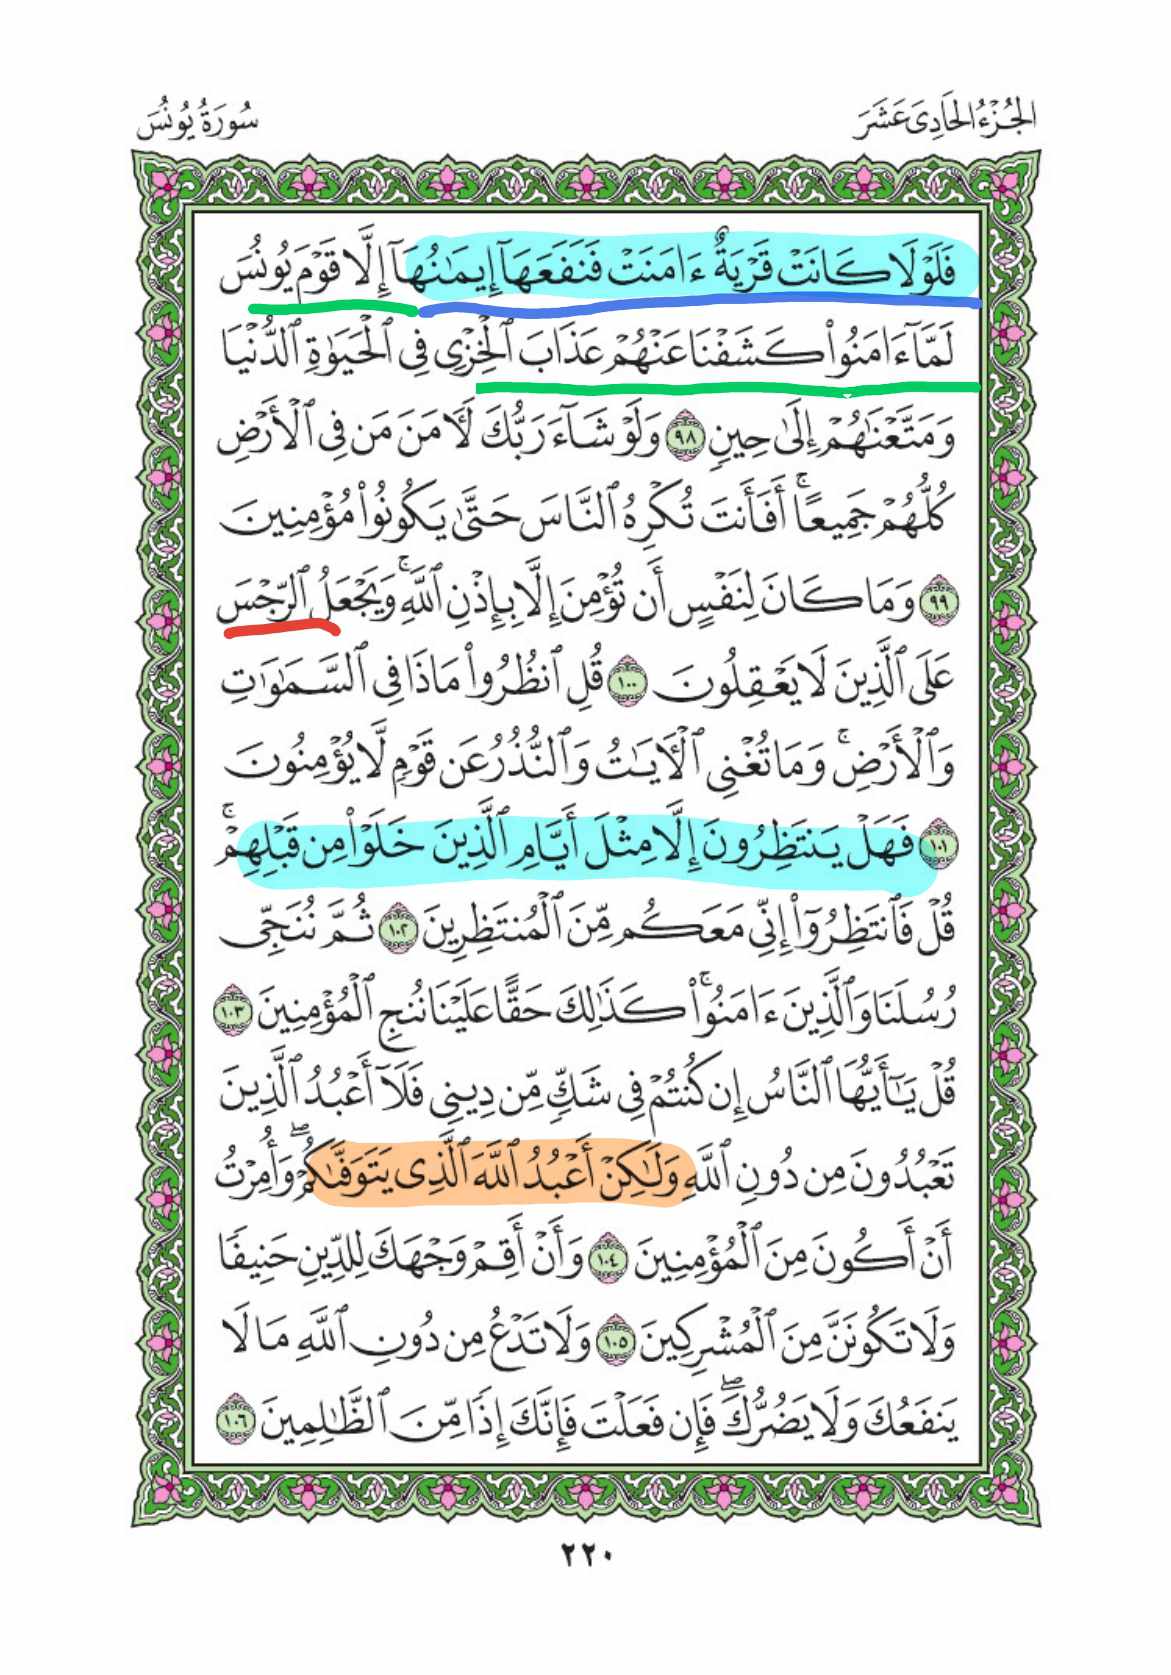 الجُزْءُ الحَادِىَ عَشَرَ
سُورَةُ يُونُسَ
فَلَوْلَا كَانَتْ قَرْيَةٌ ءَامَنَتْ فَنَفَعَهَآ إِيمَٰنُهَآ إِلَّا قَوْمَ يُونُسَ
لَمَّآ ءَامَنُوا۟ كَشَفْنَا عَنْهُمْ عَذَابَ ٱلْخِزْىِ فِى ٱلْحَيَوٰةِ ٱلدُّنْيَا
وَمَتَّعْنَٰهُمْ إِلَىٰ حِينٍ ٩٨ وَلَوْ شَآءَ رَبُّكَ لَـَٔامَنَ مَن فِى ٱلْأَرْضِ
كُلُّهُمْ جَمِيعًا ۚ أَفَأَنتَ تُكْرِهُ ٱلنَّاسَ حَتَّىٰ يَكُونُوا۟ مُؤْمِنِينَ
٩٩ وَمَا كَانَ لِنَفْسٍ أَن تُؤْمِنَ إِلَّا بِإِذْنِ ٱللَّهِ ۚ وَيَجْعَلُ ٱلرِّجْسَ
عَلَى ٱلَّذِينَ لَا يَعْقِلُونَ ١٠٠ قُلِ ٱنظُرُوا۟ مَاذَا فِى ٱلسَّمَٰوَٰتِ
وَٱلْأَرْضِ ۚ وَمَا تُغْنِى ٱلْـَٔايَٰتُ وَٱلنُّذُرُ عَن قَوْمٍ لَّا يُؤْمِنُونَ
١٠١ فَهَلْ يَنتَظِرُونَ إِلَّا مِثْلَ أَيَّامِ ٱلَّذِينَ خَلَوْا۟ مِن قَبْلِهِمْ ۚ
قُلْ فَٱنتَظِرُوٓا۟ إِنِّى مَعَكُم مِّنَ ٱلْمُنتَظِرِينَ ١٠٢ ثُمَّ نُنَجِّى
رُسُلَنَا وَٱلَّذِينَ ءَامَنُوا۟ ۚ كَذَٰلِكَ حَقًّا عَلَيْنَا نُنجِ ٱلْمُؤْمِنِينَ ١٠٣
قُلْ يَٰٓأَيُّهَا ٱلنَّاسُ إِن كُنتُمْ فِى شَكٍّ مِّن دِينِى فَلَآ أَعْبُدُ ٱلَّذِينَ
تَعْبُدُونَ مِن دُونِ ٱللَّهِ وَلَٰكِنْ أَعْبُدُ ٱللَّهَ ٱلَّذِى يَتَوَفَّىٰكُمْ ۖ وَأُمِرْتُ
أَنْ أَكُونَ مِنَ ٱلْمُؤْمِنِينَ ١٠٤ وَأَنْ أَقِمْ وَجْهَكَ لِلدِّينِ حَنِيفًا
وَلَا تَكُونَنَّ مِنَ ٱلْمُشْرِكِينَ ١٠٥ وَلَا تَدْعُ مِن دُونِ ٱللَّهِ مَا لَا
يَنفَعُكَ وَلَا يَضُرُّكَ ۖ فَإِن فَعَلْتَ فَإِنَّكَ إِذًا مِّنَ ٱلظَّٰلِمِينَ ١٠٦
٢٢٠